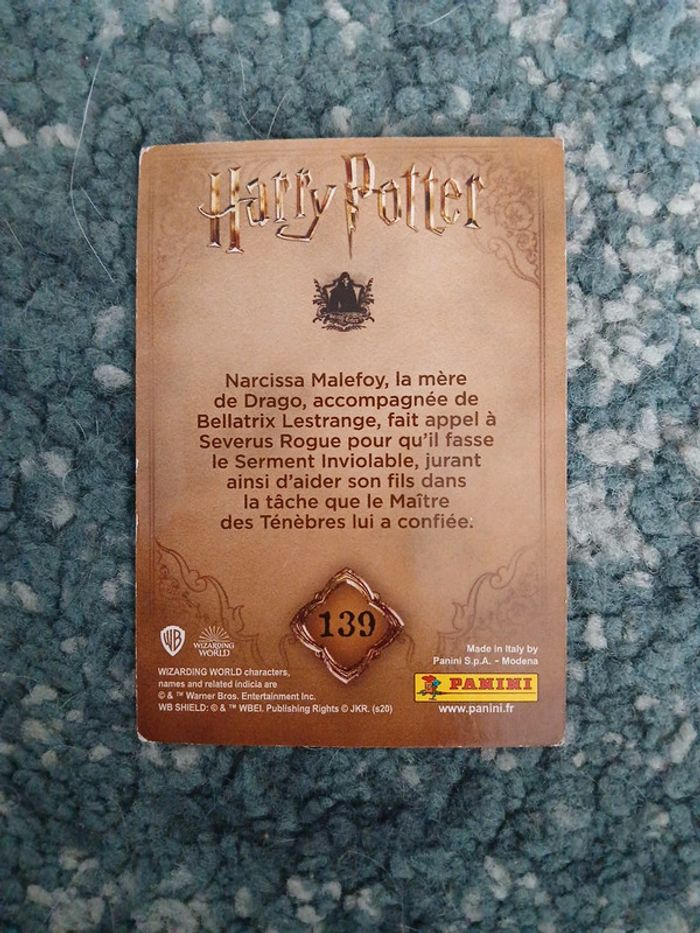 Harry Potter
Narcissa Malefoy, la mère
de Drago, accompagnée de
Bellatrix Lestrange, fait appel à
Severus Rogue pour qu'il fasse
le Serment Inviolable, jurant
ainsi d'aider son fils dans
la tâche que le Maître
des Ténèbres lui a confiée.
139
WB
WIZARDING
WORLD
WIZARDING WORLD characters,
names and related indicia are
© & ™ Warner Bros. Entertainment Inc.
WB SHIELD: © & ™ WBEI. Publishing Rights © JKR. (s20)
Made in Italy by
Panini S.p.A. - Modena
PANINI
www.panini.fr